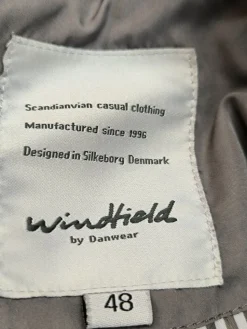 Scandianvian casual clothing
Manufactured since 1996
Designed in Silkeborg Denmark
Windfield
by Danwear
48